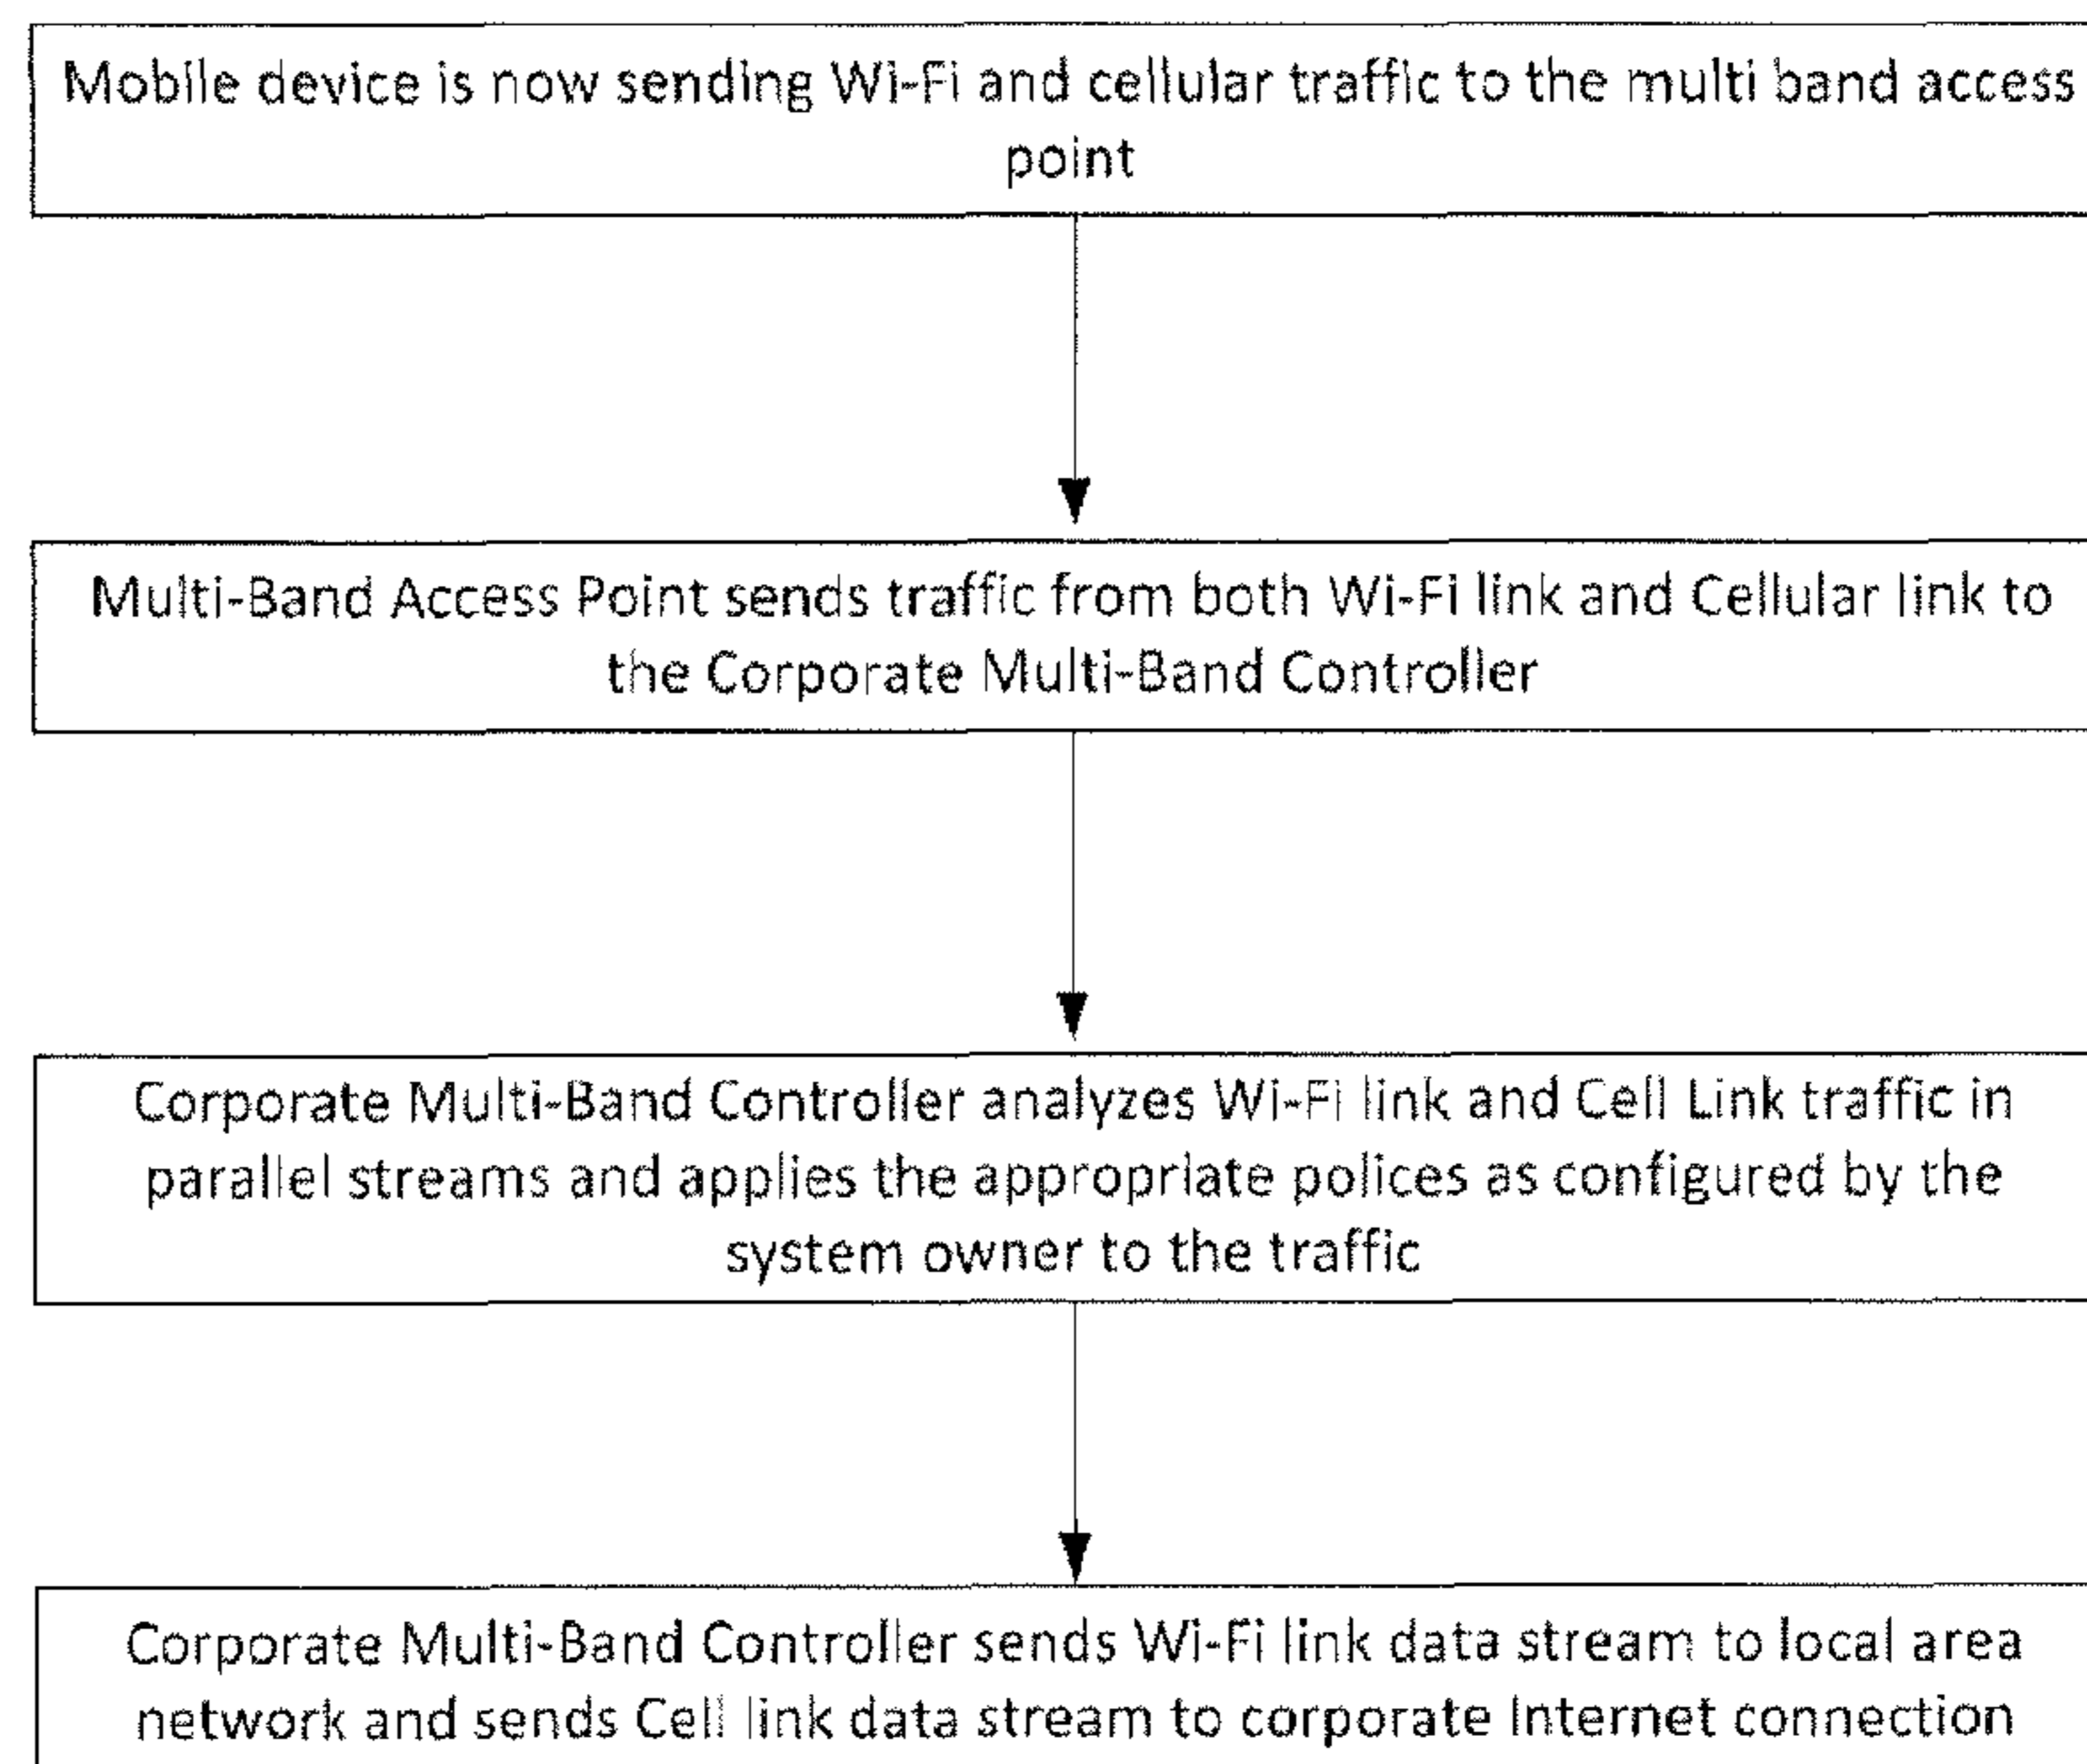 Mobile device is now sending Wi-Fi and cellular traffic to the multi band access
point
Multi-Band Access Point sends traffic from both Wi-Fi link and Cellular link to
the Corporate Multi-Band Controller
Corporate Multi-Band Controller analyzes Wi-Fi link and Cell Link traffic in
parallel streams and applies the appropriate polices as configured by the
system owner to the traffic
Corporate Multi-Band Controller sends Wi-Fi link data stream to local area
network and sends Cell link data stream to corporate Internet connection